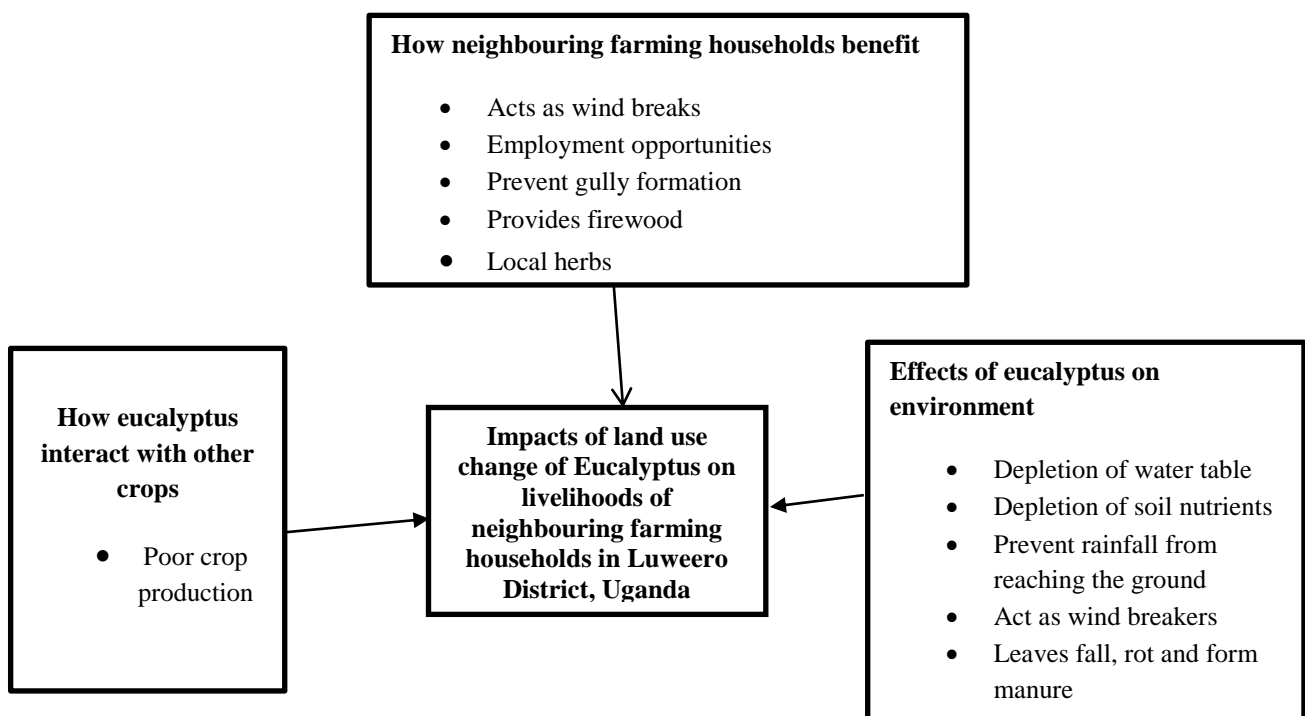 How neighbouring farming households benefit
• Acts as wind breaks
• Employment opportunities
• Prevent gully formation
• Provides firewood
• Local herbs
How eucalyptus
interact with other
crops
• Poor crop
production
Impacts of land use
change of Eucalyptus on
livelihoods of
neighbouring farming
households in Luweero
District, Uganda
Effects of eucalyptus on
environment
• Depletion of water table
• Depletion of soil nutrients
• Prevent rainfall from
reaching the ground
• Act as wind breakers
• Leaves fall, rot and form
manure